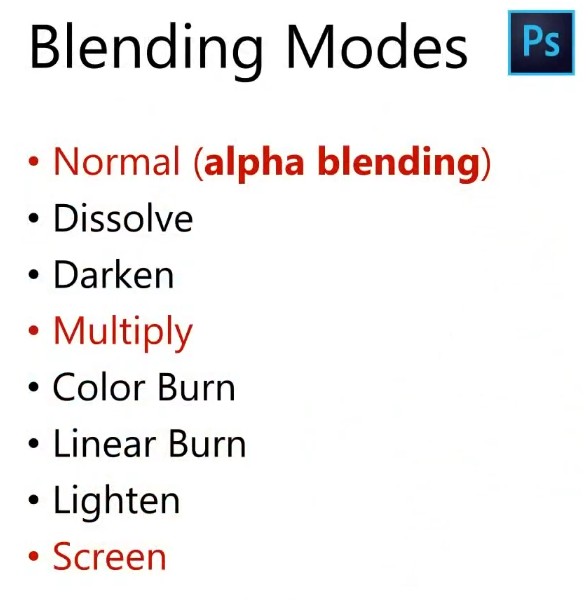 Blending Modes
Ps
• Normal (alpha blending)
• Dissolve
• Darken
• Multiply
• Color Burn
• Linear Burn
• Lighten
• Screen